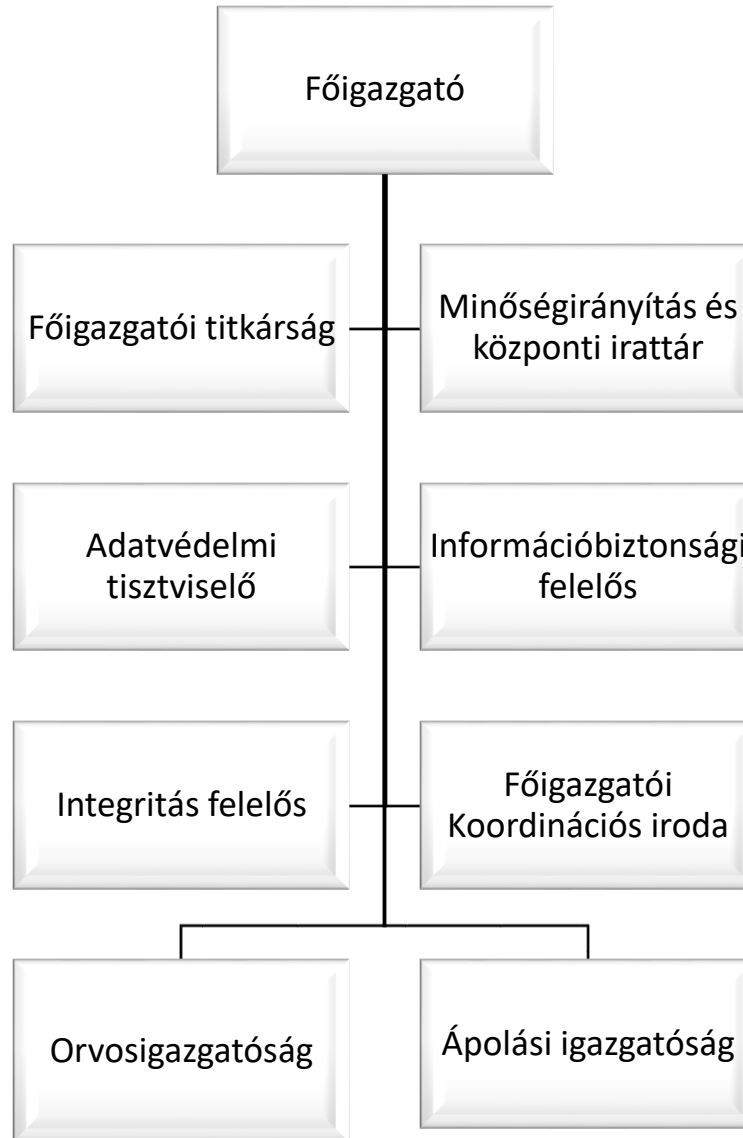 Főigazgató
Főigazgatói titkárság
Minőségirányítás és
központi irattár
Adatvédelmi
tisztviselő
Információbiztonsági
felelős
Integritás felelős
Főigazgatói
Koordinációs iroda
Orvosigazgatóság
Ápolási igazgatóság